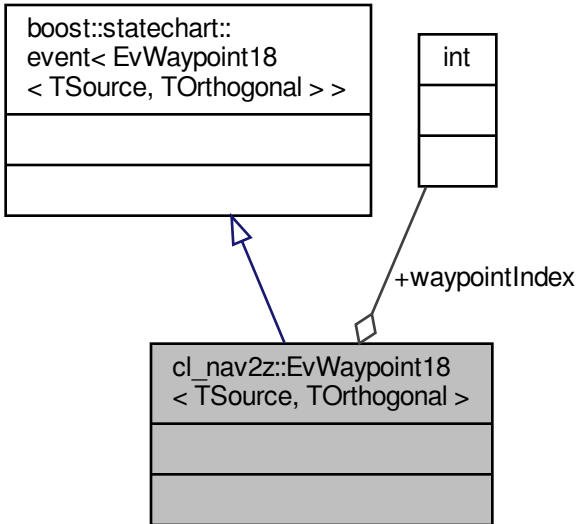 boost::statechart::
event< EvWaypoint18
< TSource, TOrthogonal > >
int
+waypointIndex
cl_nav2z::EvWaypoint18
< TSource, TOrthogonal >